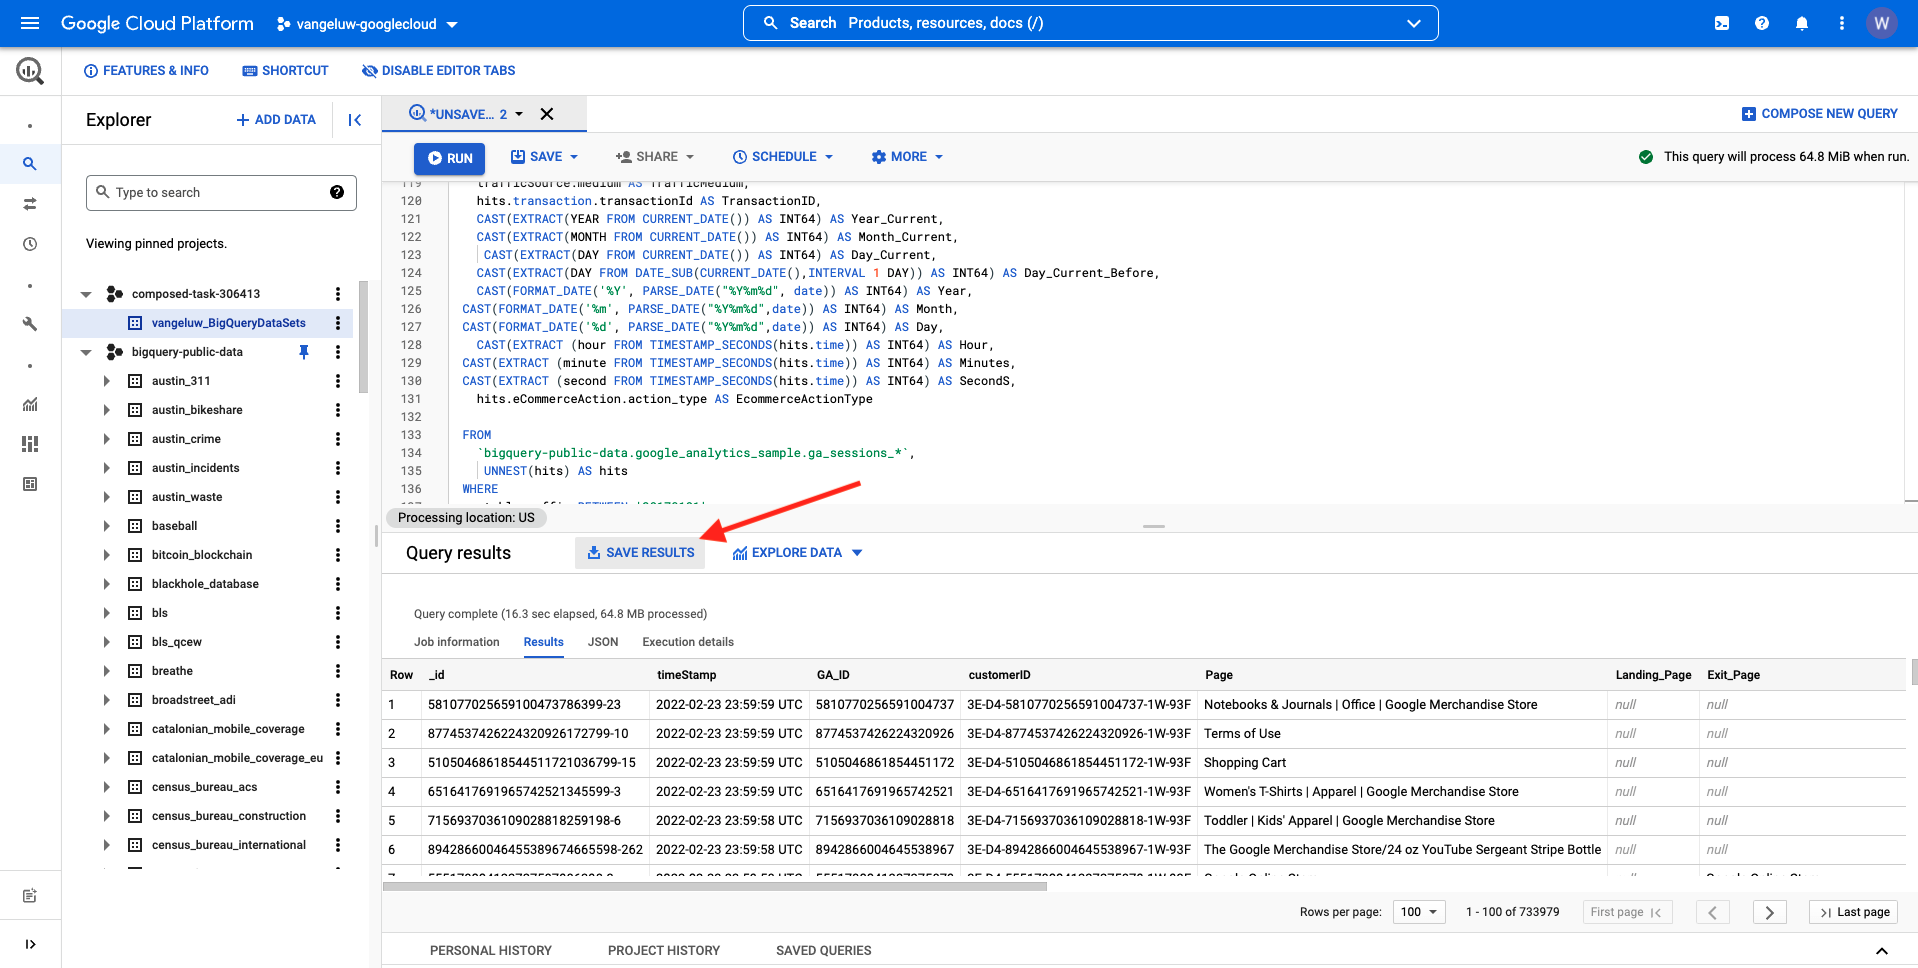 Google Cloud Platform
vangeluw-googlecloud
Search Products, resources, docs (/)
W
FEATURES & INFO
SHORTCUT
DISABLE EDITOR TABS
Explorer
+ ADD DATA
*UNSAVE... 2
COMPOSE NEW QUERY
RUN
SAVE
SHARE
SCHEDULE
MORE
This query will process 64.8 MiB when run.
Type to search
Viewing pinned projects.
composed-task-306413
vangeluw_BigQueryDataSets
bigquery-public-data
austin_311
austin_bikeshare
austin_crime
austin_incidents
austin_waste
baseball
bitcoin_blockchain
blackhole_database
bls
bls_qcew
breathe
broadstreet_adi
catalonian_mobile_coverage
catalonian_mobile_coverage_eu
census_bureau_acs
census_bureau_construction
census_bureau_international
119 trafficSource.medium AS TrafficMedium,
120 hits.transaction.transactionId AS TransactionID,
121 CAST(EXTRACT(YEAR FROM CURRENT_DATE()) AS INT64) AS Year_Current,
122 CAST(EXTRACT(MONTH FROM CURRENT_DATE()) AS INT64) AS Month_Current,
123 CAST(EXTRACT(DAY FROM CURRENT_DATE()) AS INT64) AS Day_Current,
124 CAST(EXTRACT(DAY FROM DATE_SUB(CURRENT_DATE(),INTERVAL 1 DAY)) AS INT64) AS Day_Current_Before,
125 CAST(FORMAT_DATE('%Y', PARSE_DATE("%Y%m%d", date)) AS INT64) AS Year,
126 CAST(FORMAT_DATE('%m', PARSE_DATE("%Y%m%d",date)) AS INT64) AS Month,
127 CAST(FORMAT_DATE('%d', PARSE_DATE("%Y%m%d",date)) AS INT64) AS Day,
128 CAST(EXTRACT (hour FROM TIMESTAMP_SECONDS(hits.time)) AS INT64) AS Hour,
129 CAST(EXTRACT (minute FROM TIMESTAMP_SECONDS(hits.time)) AS INT64) AS Minutes,
130 CAST(EXTRACT (second FROM TIMESTAMP_SECONDS(hits.time)) AS INT64) AS SecondS,
131 hits.eCommerceAction.action_type AS EcommerceActionType
132
133 FROM
134 `bigquery-public-data.google_analytics_sample.ga_sessions_*`,
135 UNNEST(hits) AS hits
136 WHERE
Processing location: US
Query results
SAVE RESULTS
EXPLORE DATA
Query complete (16.3 sec elapsed, 64.8 MB processed)
Job information Results JSON Execution details
Row _id timeStamp GA_ID customerID Page Landing_Page Exit_Page
1 5810770256591004737863​99-23 2022-02-23 23:59:59 UTC 5810770256591004737 3E-D4-5810770256591004737-1W-93F Notebooks & Journals | Office | Google Merchandise Store null null
2 8774537426224320926172799-10 2022-02-23 23:59:59 UTC 8774537426224320926 3E-D4-8774537426224320926-1W-93F Terms of Use null null
3 5105046861854451172103​6799-15 2022-02-23 23:59:59 UTC 5105046861854451172 3E-D4-5105046861854451172-1W-93F Shopping Cart null null
4 6516417691965742521345599-3 2022-02-23 23:59:59 UTC 6516417691965742521 3E-D4-6516417691965742521-1W-93F Women's T-Shirts | Apparel | Google Merchandise Store null null
5 7156937036109028818259198-6 2022-02-23 23:59:58 UTC 7156937036109028818 3E-D4-7156937036109028818-1W-93F Toddler | Kids' Apparel | Google Merchandise Store null null
6 8942866004645538967466​5598-262 2022-02-23 23:59:58 UTC 8942866004645538967 3E-D4-8942866004645538967-1W-93F The Google Merchandise Store/24 oz YouTube Sergeant Stripe Bottle null null
Rows per page: 100 1 - 100 of 733979 First page Last page
PERSONAL HISTORY PROJECT HISTORY SAVED QUERIES